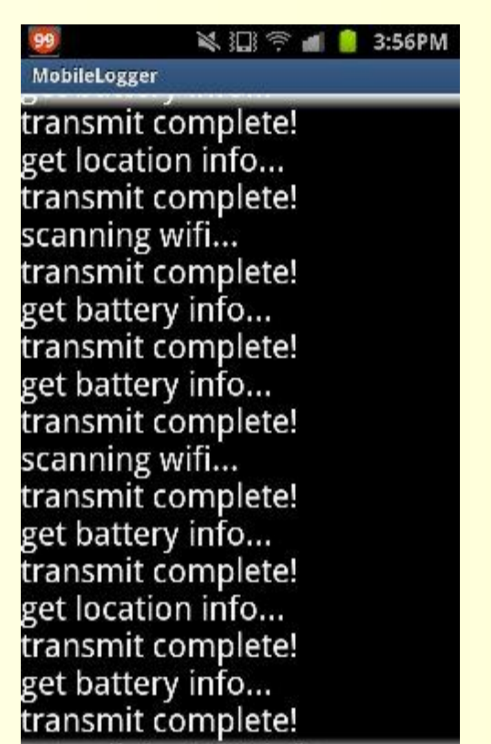 99
3:56PM
MobileLogger
transmit complete!
get location info...
transmit complete!
scanning wifi...
transmit complete!
get battery info...
transmit complete!
get battery info...
transmit complete!
scanning wifi...
transmit complete!
get battery info...
transmit complete!
get location info...
transmit complete!
get battery info...
transmit complete!